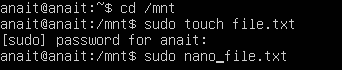 anait@anait:~$ cd /mnt
anait@anait:/mnt$ sudo touch file.txt
[sudo] password for anait:
anait@anait:/mnt$ sudo nano_file.txt